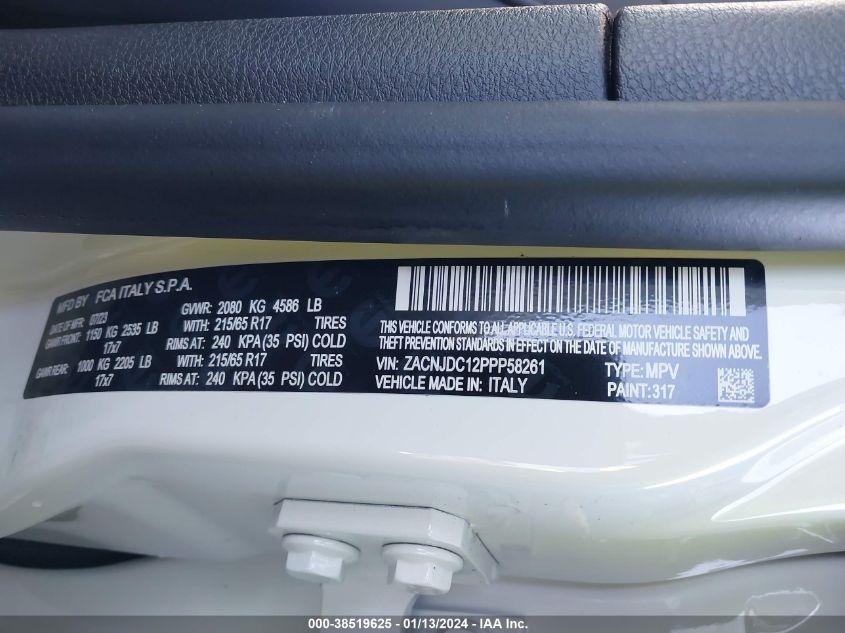 MFD BY FCA ITALY S.P.A.
DATE OF MFR: 07/23 GVWR: 2080 KG 4586 LB
GAWR FRONT: 1150 KG 2535 LB WITH: 215/65 R17 TIRES
17x7 RIMS AT: 240 KPA(35 PSI) COLD
GAWR REAR: 1000 KG 2205 LB WITH: 215/65 R17 TIRES
17x7 RIMS AT: 240 KPA(35 PSI) COLD
THIS VEHICLE CONFORMS TO ALL APPLICABLE U.S. FEDERAL MOTOR VEHICLE SAFETY AND
THEFT PREVENTION STANDARDS IN EFFECT ON THE DATE OF MANUFACTURE SHOWN ABOVE.
VIN: ZACNJDC12PPP58261 TYPE: MPV
VEHICLE MADE IN: ITALY PAINT: 317
000-38519625 - 01/13/2024 - IAA Inc.